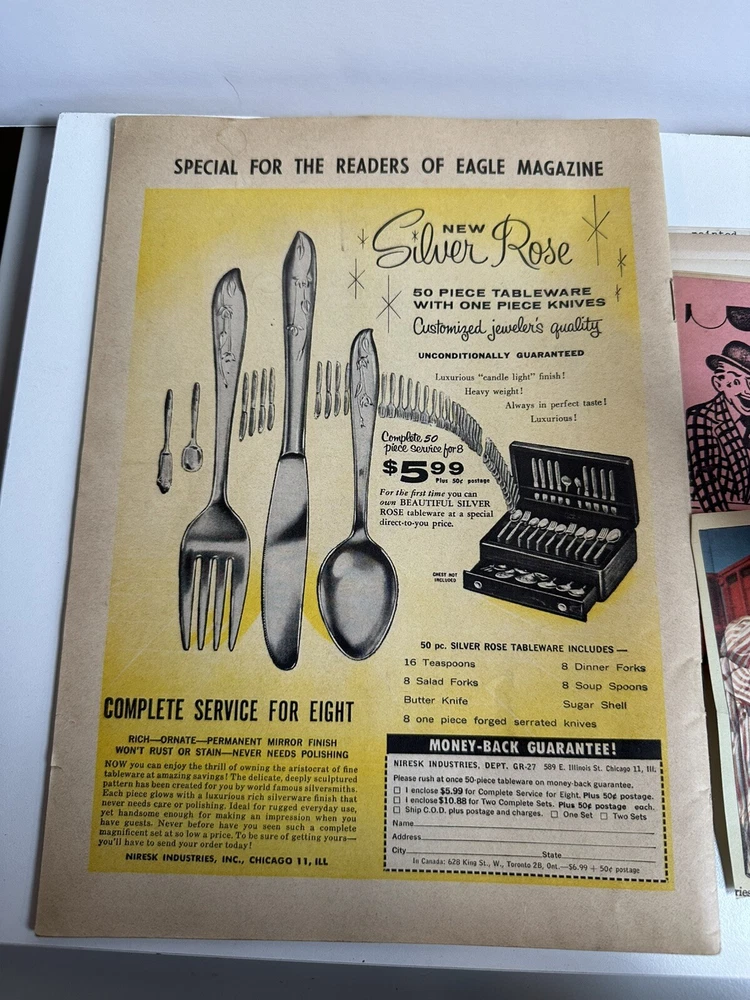 SPECIAL FOR THE READERS OF EAGLE MAGAZINE
NEW
Silver Rose
50 PIECE TABLEWARE
WITH ONE PIECE KNIVES
Customized jeweler's quality
UNCONDITIONALLY GUARANTEED
Luxurious "candle light" finish!
Heavy weight!
Always in perfect taste!
Luxurious!
Complete 50
piece service for 8
$5.99
Plus 50¢ postage
For the first time you can
own BEAUTIFUL SILVER
ROSE tableware at a special
direct-to-you price.
CHEST NOT
INCLUDED
50 pc. SILVER ROSE TABLEWARE INCLUDES—
16 Teaspoons 8 Dinner Forks
8 Salad Forks 8 Soup Spoons
Butter Knife Sugar Shell
8 one piece forged serrated knives
COMPLETE SERVICE FOR EIGHT
RICH—ORNATE—PERMANENT MIRROR FINISH
WON'T RUST OR STAIN—NEVER NEEDS POLISHING
NOW you can enjoy the thrill of owning the aristocrat of fine
tableware at amazing savings! The delicate, deeply sculptured
pattern has been created for you by world famous silversmiths.
Each piece glows with a luxurious rich silverware finish that
never needs care or polishing. Ideal for rugged everyday use,
yet handsome enough for making an impression when you
have guests. Never before have you seen such a complete
magnificent set at so low a price. To be sure of getting yours—
you'll have to send your order today!
NIRESK INDUSTRIES, INC., CHICAGO 11, ILL
MONEY-BACK GUARANTEE!
NIRESK INDUSTRIES, DEPT. GR-27 589 E. Illinois St. Chicago 11, Ill.
Please rush at once 50-piece tableware on money-back guarantee.
☐ I enclose $5.99 for Complete Service for Eight. Plus 50¢ postage.
☐ I enclose $10.88 for Two Complete Sets. Plus 50¢ postage each.
☐ Ship C.O.D. plus postage and charges. ☐ One Set ☐ Two Sets
Name
Address
City State
In Canada: 628 King St., W., Toronto 2B, Ont.—$6.99 + 50¢ postage